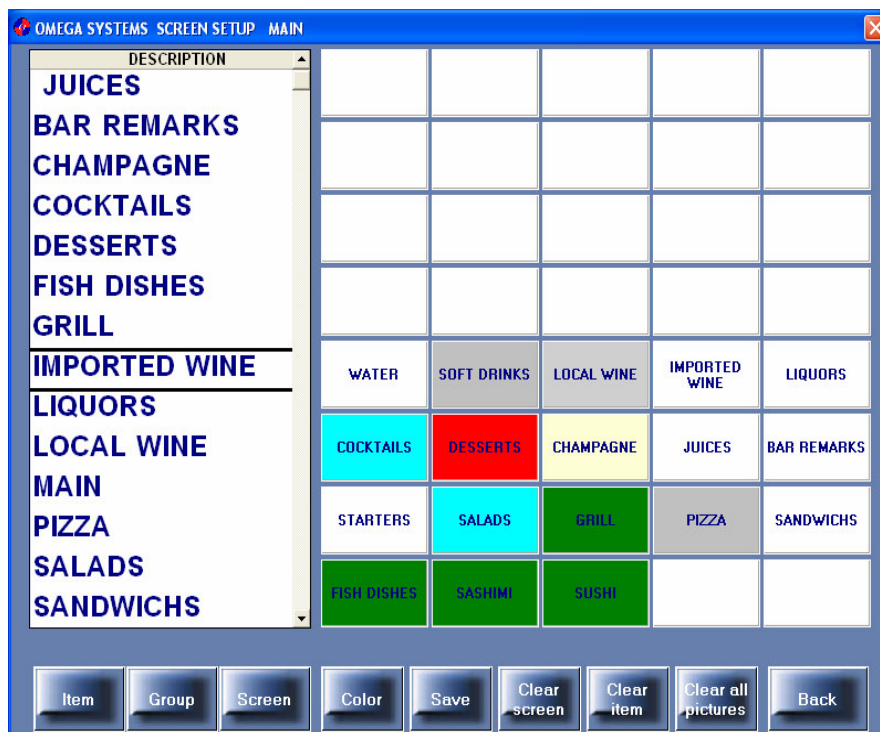 OMEGA SYSTEMS SCREEN SETUP MAIN
DESCRIPTION
JUICES
BAR REMARKS
CHAMPAGNE
COCKTAILS
DESSERTS
FISH DISHES
GRILL
IMPORTED WINE
LIQUORS
LOCAL WINE
MAIN
PIZZA
SALADS
SANDWICHS
WATER
SOFT DRINKS
LOCAL WINE
IMPORTED
WINE
LIQUORS
COCKTAILS
DESSERTS
CHAMPAGNE
JUICES
BAR REMARKS
STARTERS
SALADS
GRILL
PIZZA
SANDWICHS
FISH DISHES
SASHIMI
SUSHI
Item
Group
Screen
Color
Save
Clear
screen
Clear
item
Clear all
pictures
Back